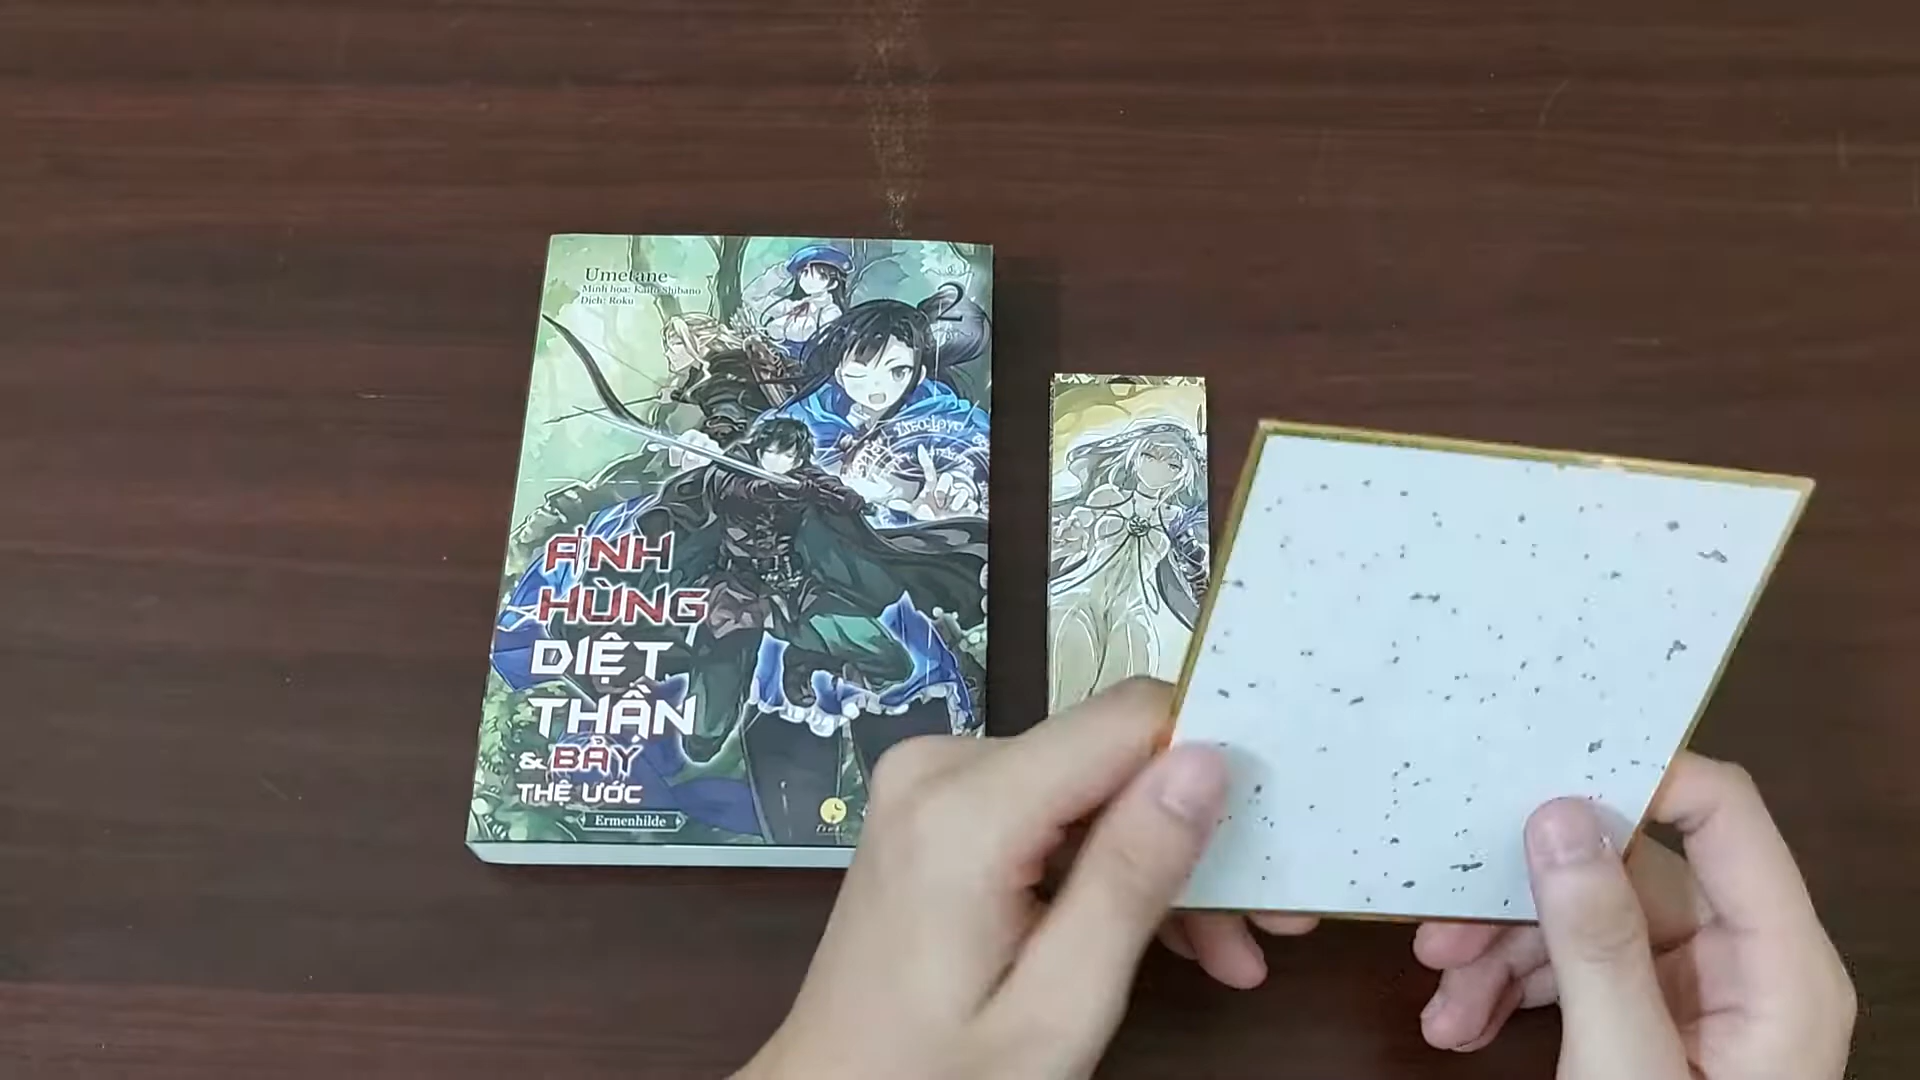 Umetane
Minh họa: Kaito Shibano
Dịch: Roku
2
ANH
HÙNG
DIỆT
THẦN
& BẢY
THỆ ƯỚC
Ermenhilde